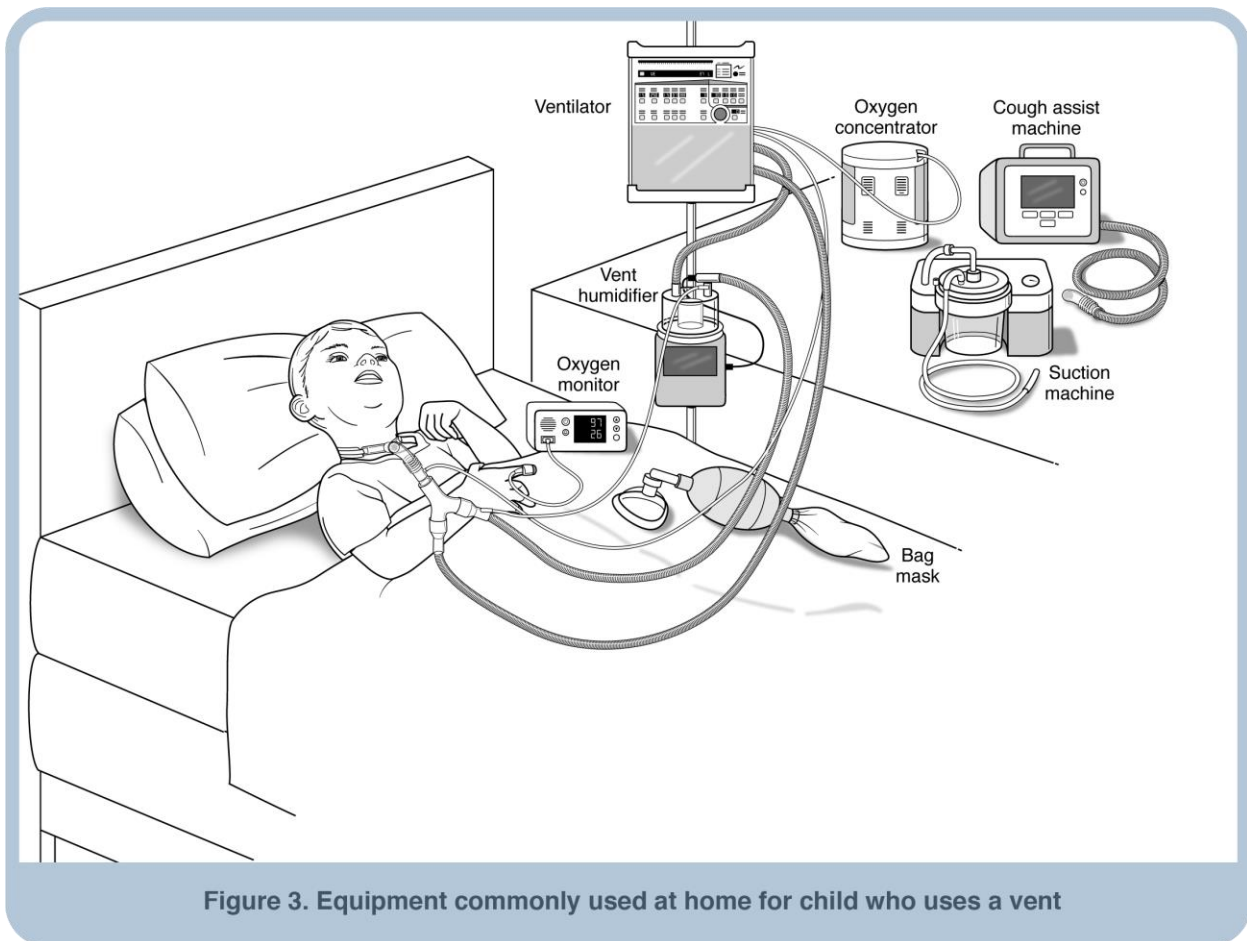 Ventilator
Oxygen
concentrator
Cough assist
machine
Vent
humidifier
Oxygen
monitor
97
26
Suction
machine
Bag
mask
Figure 3. Equipment commonly used at home for child who uses a vent